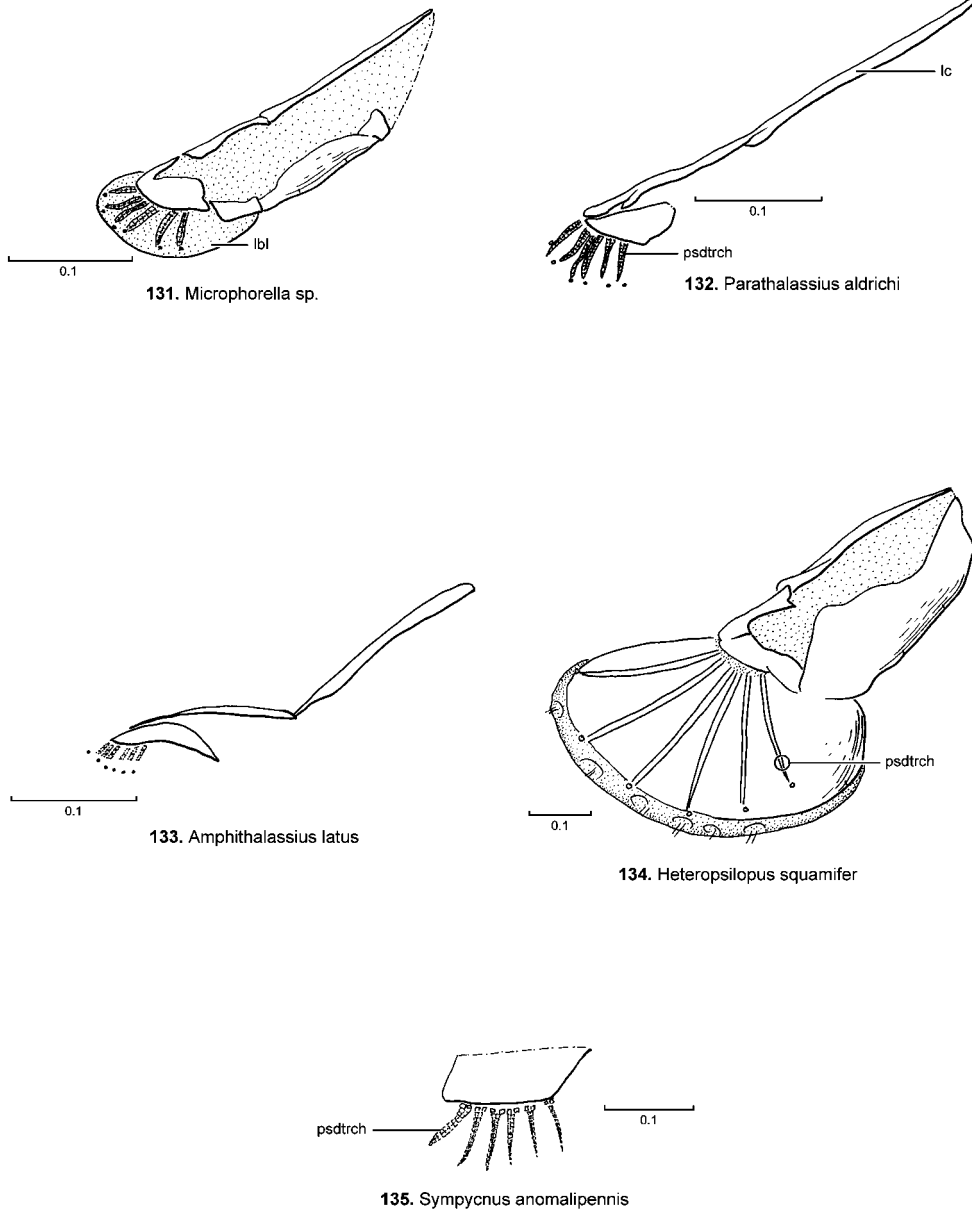 lc
0.1
psdtrch
132. Parathalassius aldrichi
lbl
0.1
131. Microphorella sp.
0.1
133. Amphithalassius latus
psdtrch
0.1
134. Heteropsilopus squamifer
psdtrch
0.1
135. Sympycnus anomalipennis